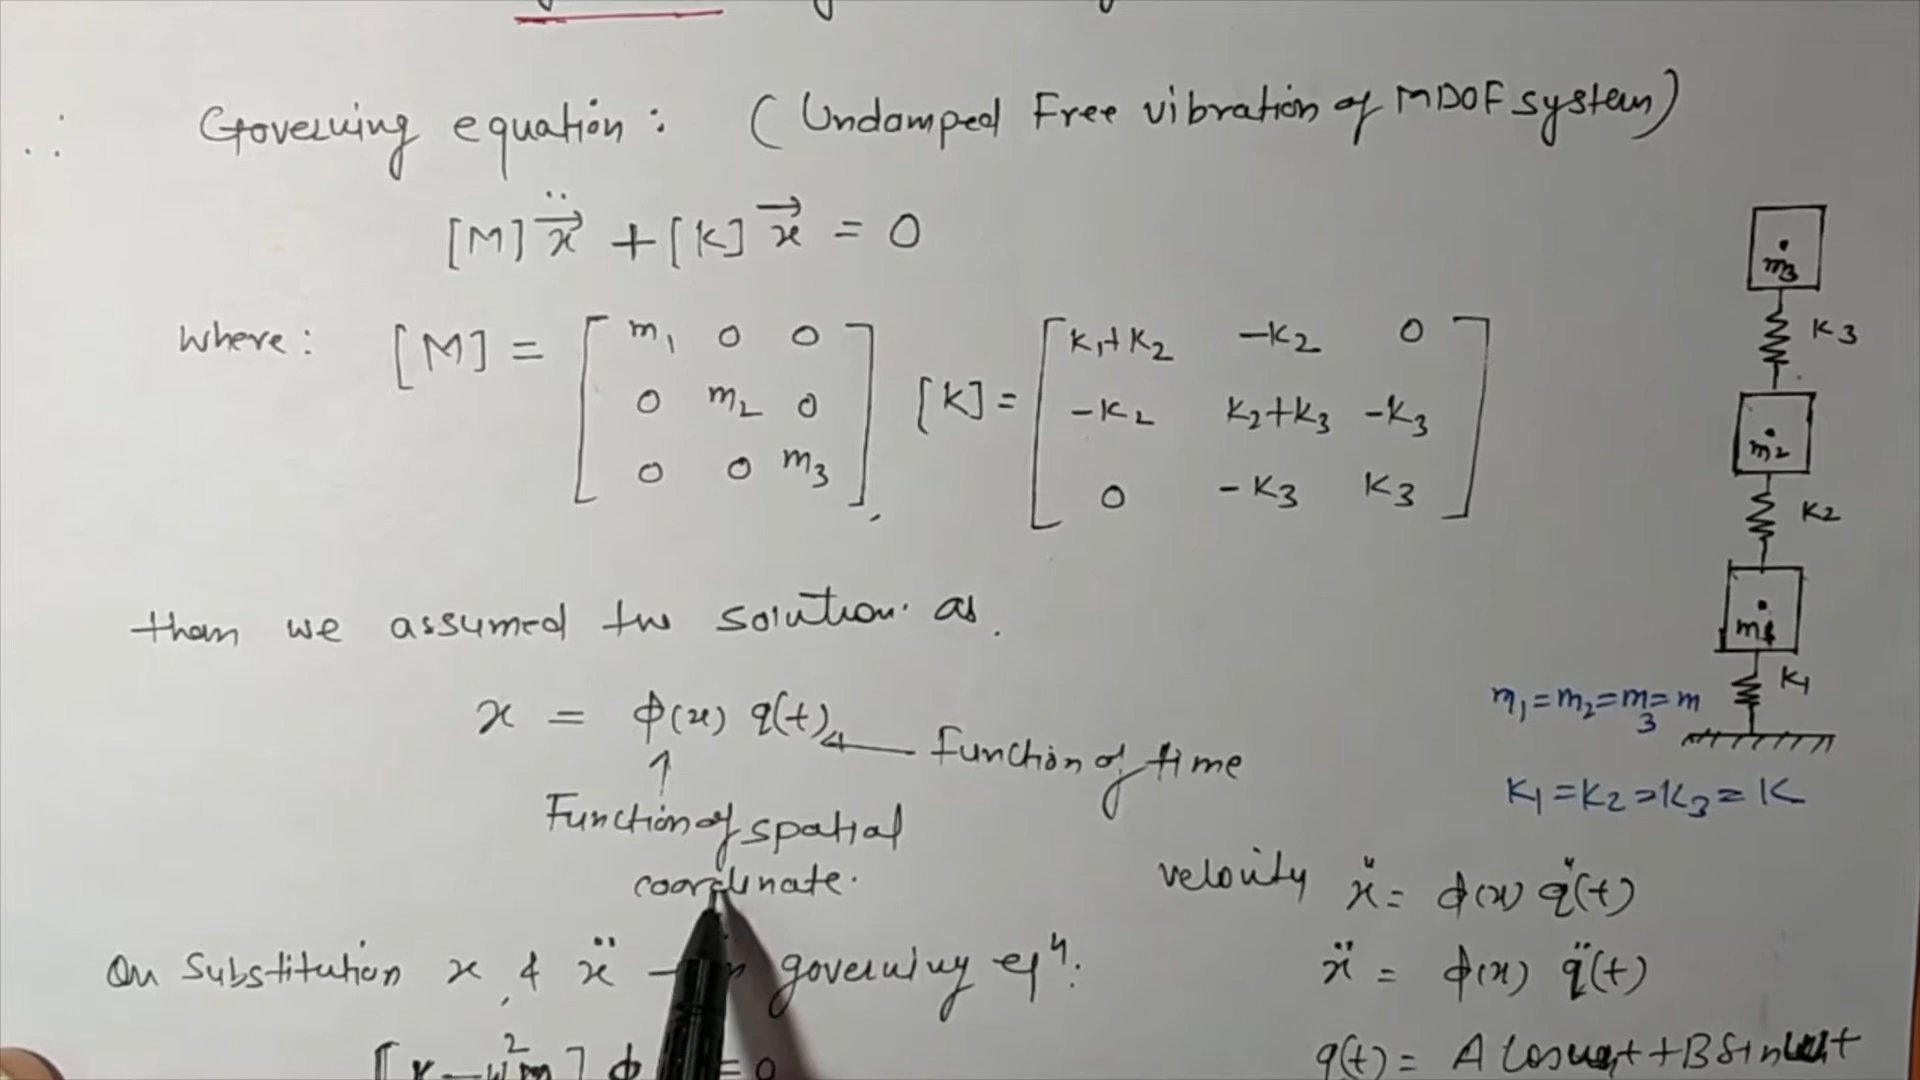 ∴ Governing equation : (Undamped Free vibration of MDOF system)
[M] ẍ⃗ + [K] x⃗ = 0
where : [M] = [ m₁ 0 0
0 m₂ 0
0 0 m₃ ],
[K] = [ K₁+K₂ -K₂ 0
-K₂ K₂+K₃ -K₃
0 -K₃ K₃ ]
m3
K3
m2
K2
m1
K1
m₁ = m₂ = m₃ = m
K₁ = K₂ = K₃ = K
than we assumed the solution as.
x = ϕ(x) q(t) ← Function of time
↑
Function of spatial
coordinate.
velocity ẍ = ϕ(x) q̈(t)
ẍ = ϕ(x) q̈(t)
On Substitution x, & ẍ governing eqⁿ.
q(t) = A cos t + B sin t
[K - ω²m] ϕ = 0